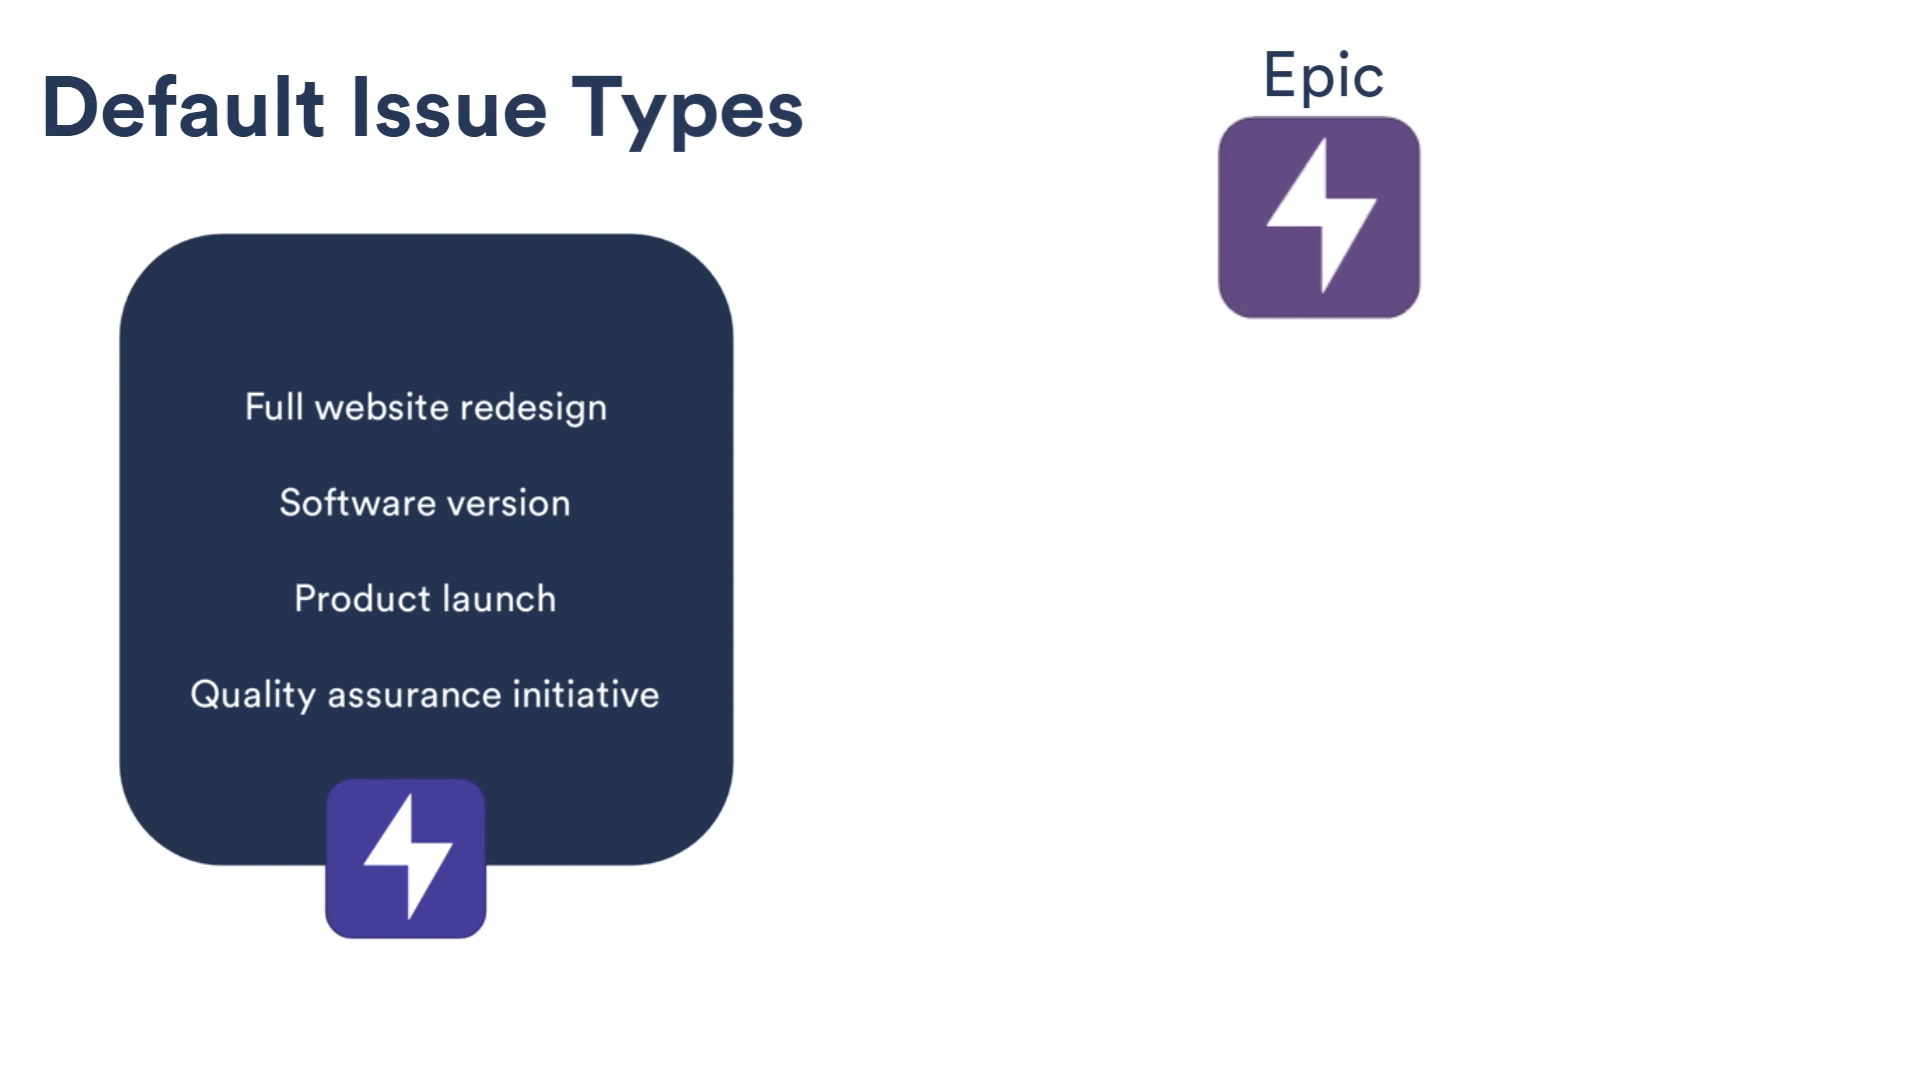 Default Issue Types
Epic
Full website redesign
Software version
Product launch
Quality assurance initiative